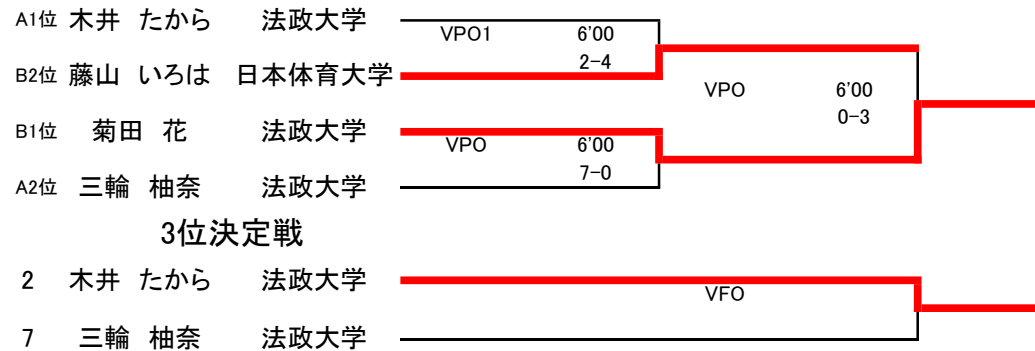 A1位 木井 たから 法政大学
VPO1 6'00
2-4
B2位 藤山 いろは 日本体育大学
VPO 6'00
0-3
B1位 菊田 花 法政大学
VPO 6'00
7-0
A2位 三輪 柚奈 法政大学
3位決定戦
2 木井 たから 法政大学
VFO
7 三輪 柚奈 法政大学